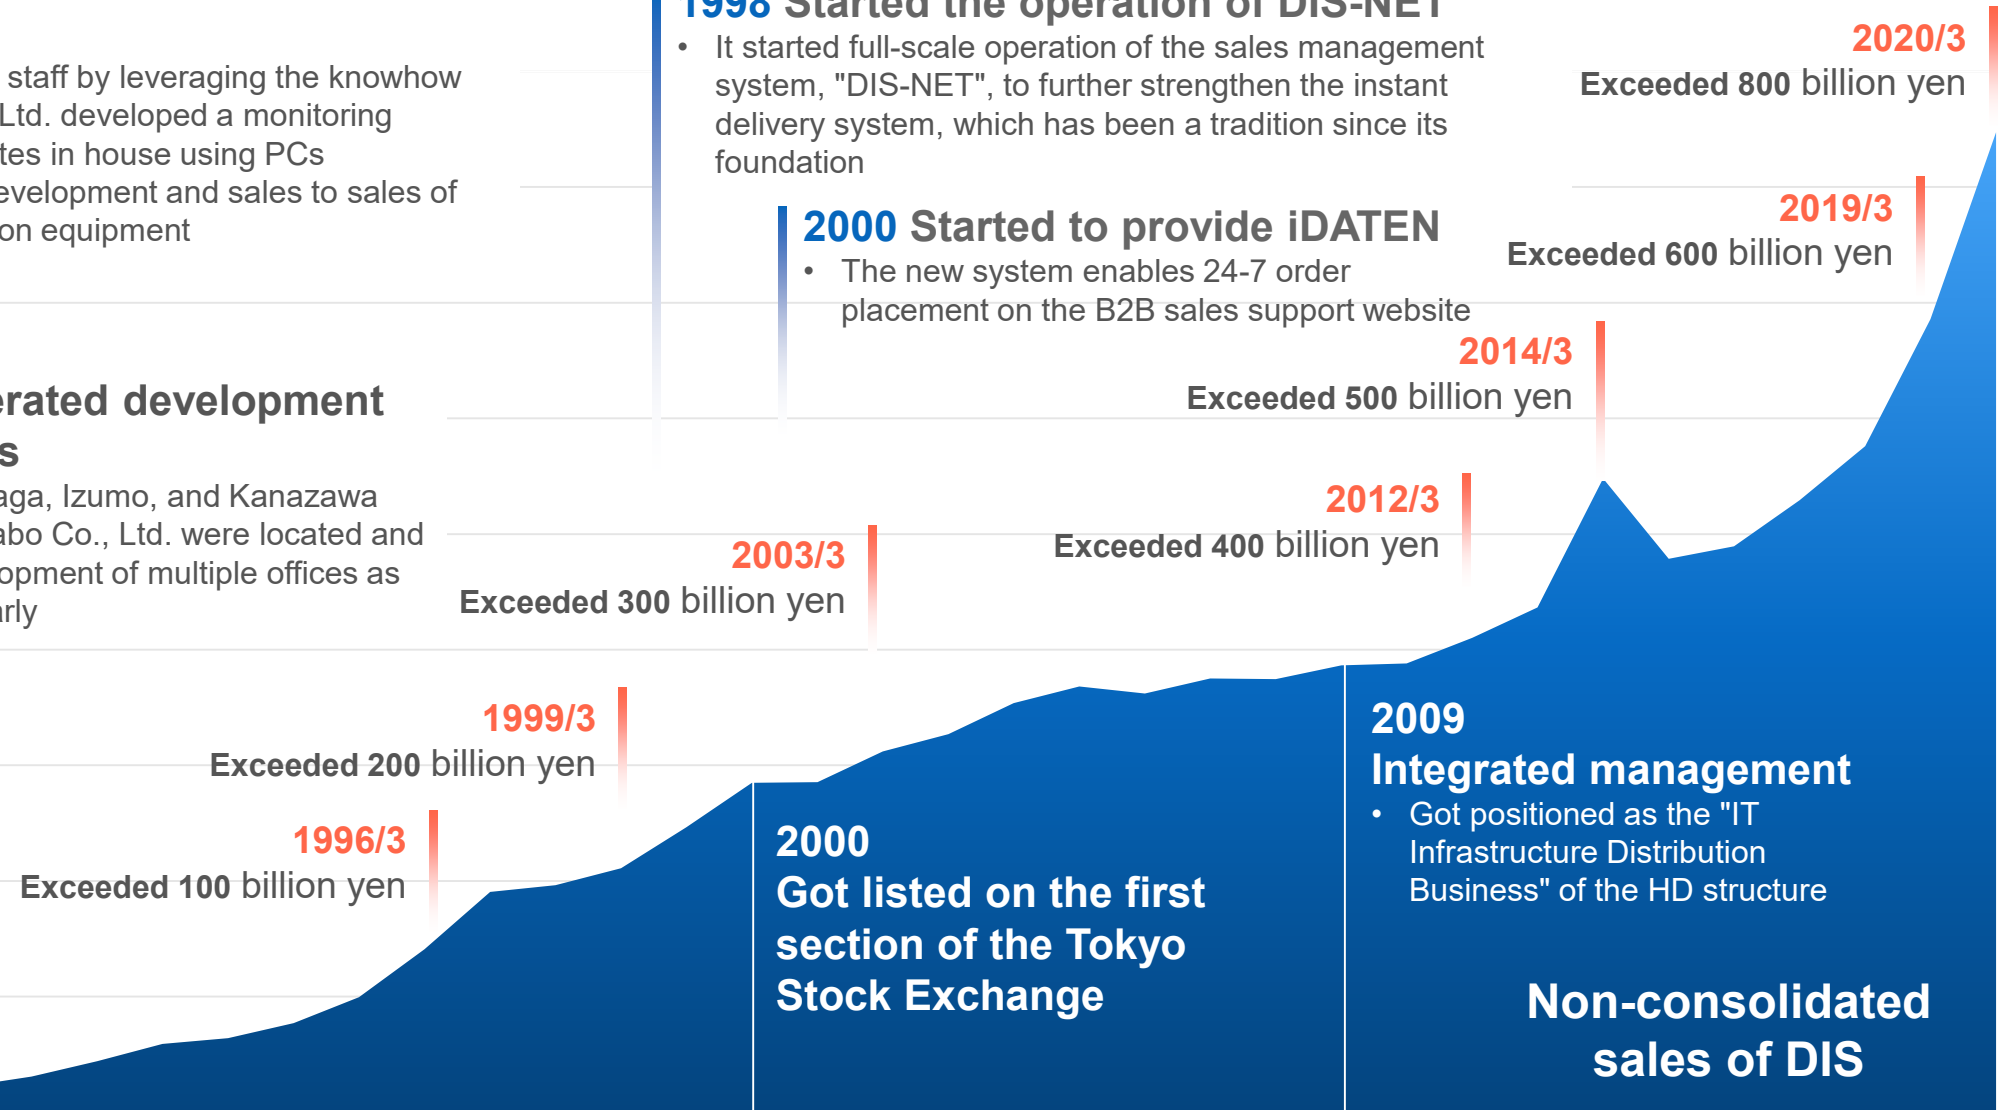 staff by leveraging the knowhow
Ltd. developed a monitoring
tes in house using PCs
evelopment and sales to sales of
on equipment
erated development
s
aga, Izumo, and Kanazawa
abo Co., Ltd. were located and
opment of multiple offices as
arly
1998 Started the operation of DIS-NET
• It started full-scale operation of the sales management
system, "DIS-NET", to further strengthen the instant
delivery system, which has been a tradition since its
foundation
2000 Started to provide iDATEN
• The new system enables 24-7 order
placement on the B2B sales support website
2020/3
Exceeded 800 billion yen
2019/3
Exceeded 600 billion yen
2014/3
Exceeded 500 billion yen
2012/3
Exceeded 400 billion yen
2003/3
Exceeded 300 billion yen
1999/3
Exceeded 200 billion yen
1996/3
Exceeded 100 billion yen
2000
Got listed on the first
section of the Tokyo
Stock Exchange
2009
Integrated management
• Got positioned as the "IT
Infrastructure Distribution
Business" of the HD structure
Non-consolidated
sales of DIS